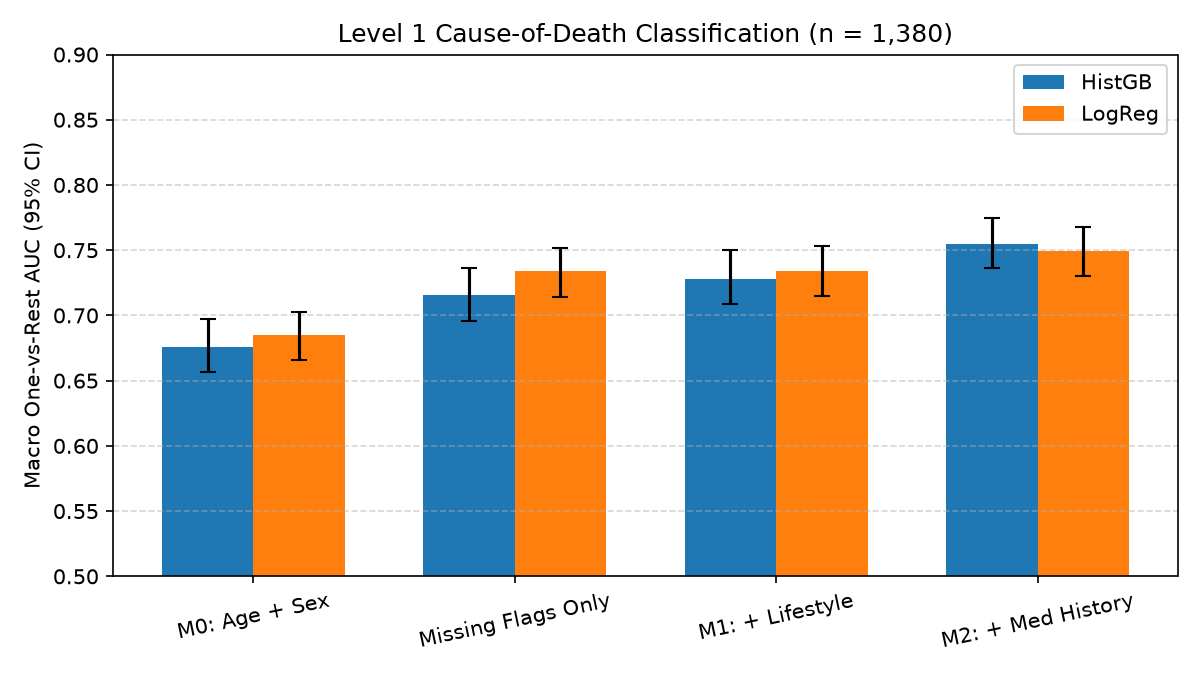 Level 1 Cause-of-Death Classification (n = 1,380)
Macro One-vs-Rest AUC (95% CI)
0.90
0.85
0.80
0.75
0.70
0.65
0.60
0.55
0.50
HistGB
LogReg
M0: Age + Sex
Missing Flags Only
M1: + Lifestyle
M2: + Med History